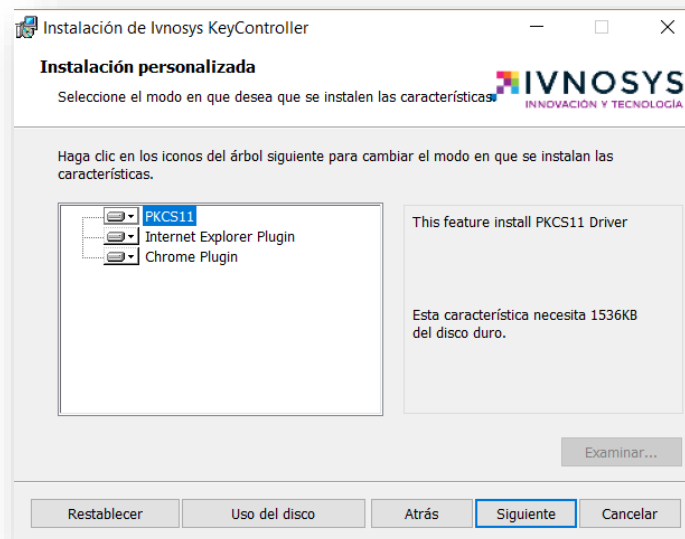 Instalación de Ivnosys KeyController
Instalación personalizada
Seleccione el modo en que desea que se instalen las características.
IVNOSYS
INNOVACIÓN Y TECNOLOGÍA
Haga clic en los iconos del árbol siguiente para cambiar el modo en que se instalan las
características.
PKCS11
Internet Explorer Plugin
Chrome Plugin
This feature install PKCS11 Driver
Esta característica necesita 1536KB
del disco duro.
Examinar...
Restablecer
Uso del disco
Atrás
Siguiente
Cancelar